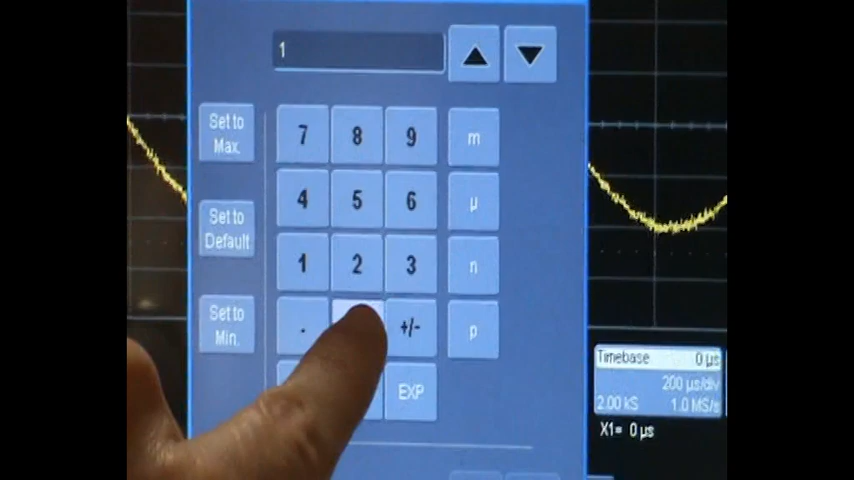 1
Set to
Max.
7 8 9 m
Set to
Default
4 5 6 µ
1 2 3 n
Set to
Min.
. +/- p
EXP
Timebase 0 µs
200 µs/div
2.00 kS 1.0 MS/s
X1= 0 µs